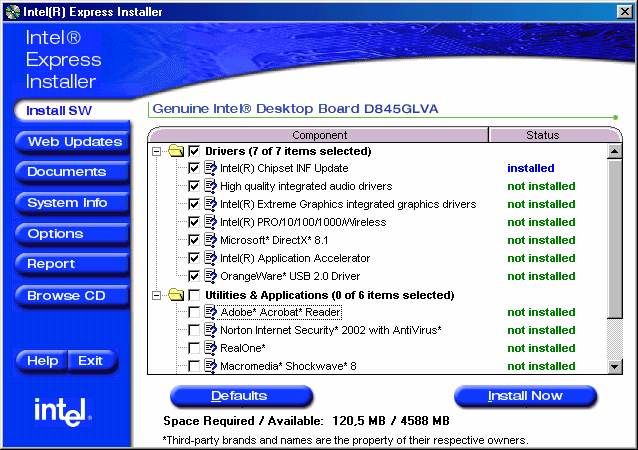 Intel(R) Express Installer
Intel®
Express
Installer
Install SW
Web Updates
Documents
System Info
Options
Report
Browse CD
Help
Exit
intel.
Genuine Intel® Desktop Board D845GLVA
Component Status
Drivers (7 of 7 items selected)
Intel(R) Chipset INF Update installed
High quality integrated audio drivers not installed
Intel(R) Extreme Graphics integrated graphics drivers not installed
Intel(R) PRO/10/100/1000/Wireless not installed
Microsoft* DirectX* 8.1 not installed
Intel(R) Application Accelerator not installed
OrangeWare* USB 2.0 Driver not installed
Utilities & Applications (0 of 6 items selected)
Adobe* Acrobat* Reader not installed
Norton Internet Security* 2002 with AntiVirus* not installed
RealOne* not installed
Macromedia* Shockwave* 8 not installed
Defaults
Install Now
Space Required / Available: 120,5 MB / 4588 MB
*Third-party brands and names are the property of their respective owners.